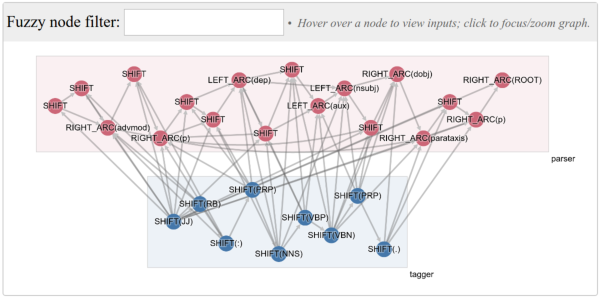 Fuzzy node filter: • Hover over a node to view inputs; click to focus/zoom graph.
SHIFT
SHIFT
SHIFT
RIGHT_ARC(advmod)
RIGHT_ARC(p)
SHIFT
SHIFT
LEFT_ARC(dep)
SHIFT
SHIFT
LEFT_ARC(aux)
LEFT_ARC(nsubj)
SHIFT
RIGHT_ARC(dobj)
RIGHT_ARC(parataxis)
SHIFT
RIGHT_ARC(p)
RIGHT_ARC(ROOT)
parser
SHIFT(JJ)
SHIFT(RB)
SHIFT(:)
SHIFT(PRP)
SHIFT(NNS)
SHIFT(VBP)
SHIFT(VBN)
SHIFT(PRP)
SHIFT(.)
tagger